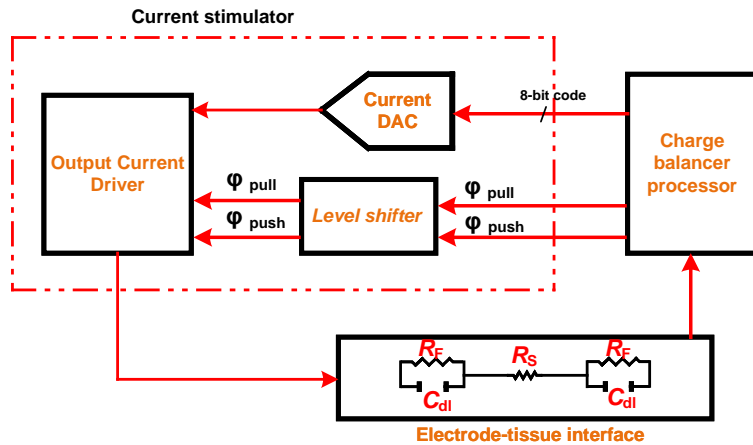 Current stimulator
Current
DAC
8-bit code
Output Current
Driver
Charge
balancer
processor
φ pull
φ push
Level shifter
φ pull
φ push
RF
RS
RF
Cdl
Cdl
Electrode-tissue interface